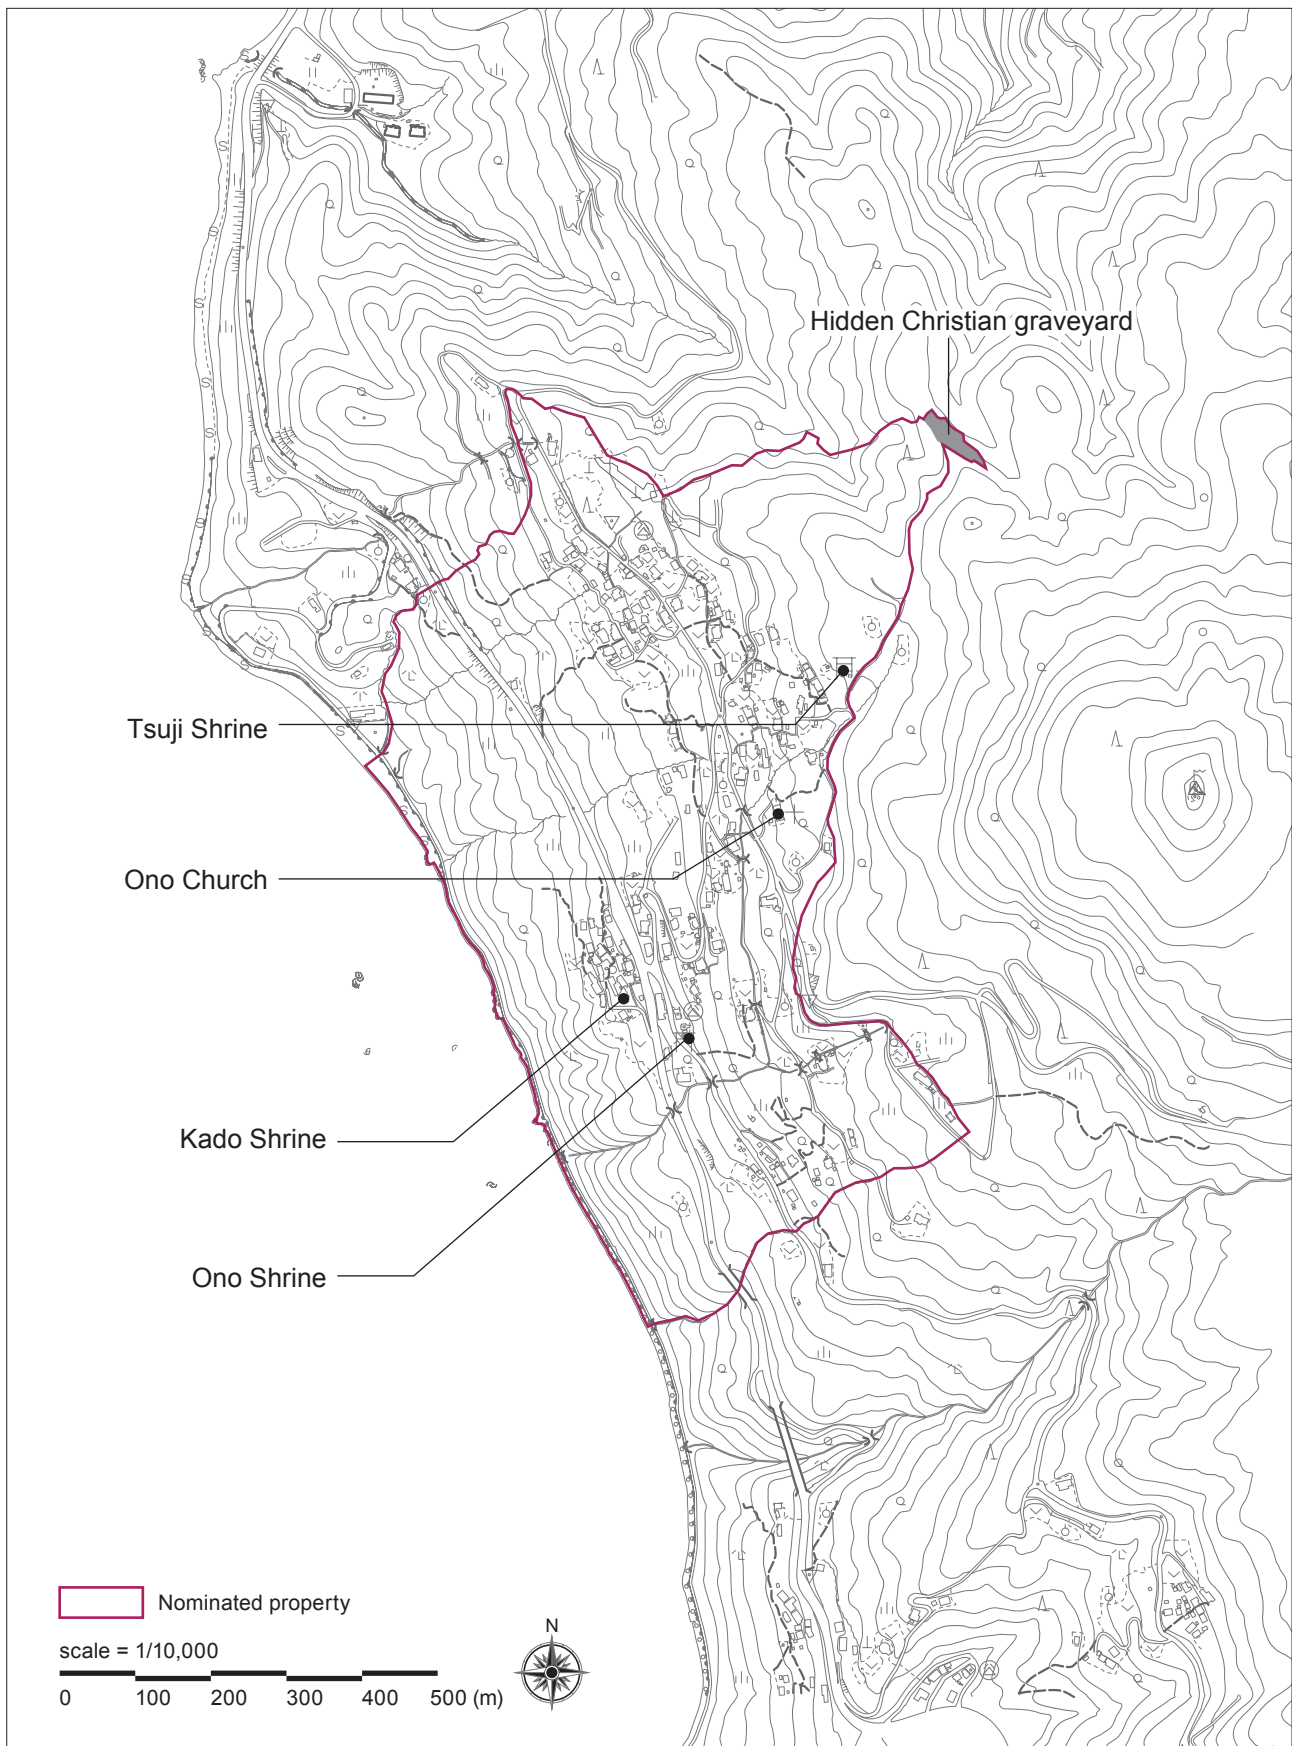 Hidden Christian graveyard
Tsuji Shrine
Ono Church
Kado Shrine
Ono Shrine
Nominated property
scale = 1/10,000
0 100 200 300 400 500 (m)
N